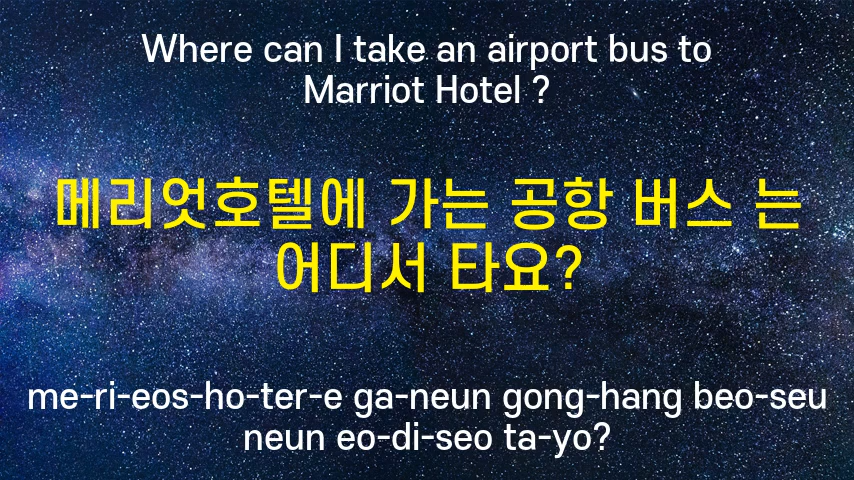 Where can I take an airport bus to
Marriot Hotel ?
메리엇호텔에 가는 공항 버스 는
어디서 타요?
me-ri-eos-ho-ter-e ga-neun gong-hang beo-seu
neun eo-di-seo ta-yo?